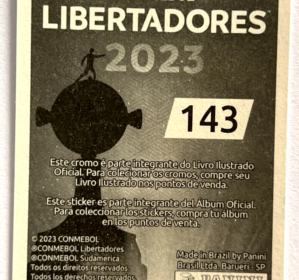 LIBERTADORES
2023
143
Este cromo é parte integrante do Livro Ilustrado
Oficial. Para colecionar os cromos, compre seu
Livro Ilustrado nos pontos de venda.
Este sticker es parte integrante del Álbum Oficial.
Para coleccionar los stickers, compra tu álbum
en los puntos de venta.
© 2023 CONMEBOL
®CONMEBOL Libertadores
®CONMEBOL Sudamerica
Todos os direitos reservados
Todos los derechos reservados
Made in Brazil by Panini
Brasil Ltda. Barueri, SP
PANINI